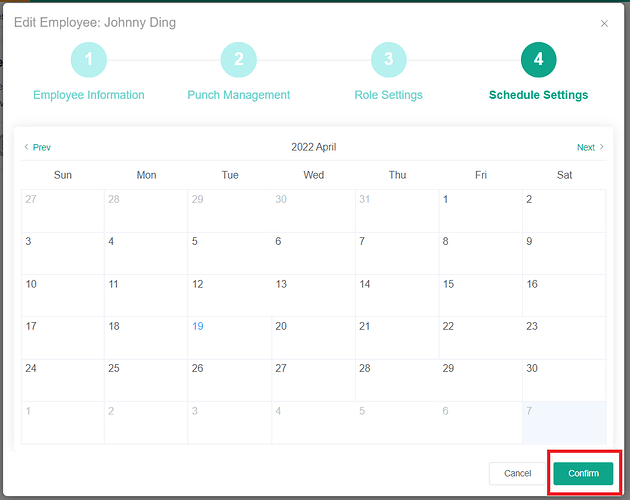 Edit Employee: Johnny Ding
1 2 3 4
Employee Information Punch Management Role Settings Schedule Settings
Prev 2022 April Next
Sun Mon Tue Wed Thu Fri Sat
27 28 29 30 31 1 2
3 4 5 6 7 8 9
10 11 12 13 14 15 16
17 18 19 20 21 22 23
24 25 26 27 28 29 30
1 2 3 4 5 6 7
Cancel Confirm